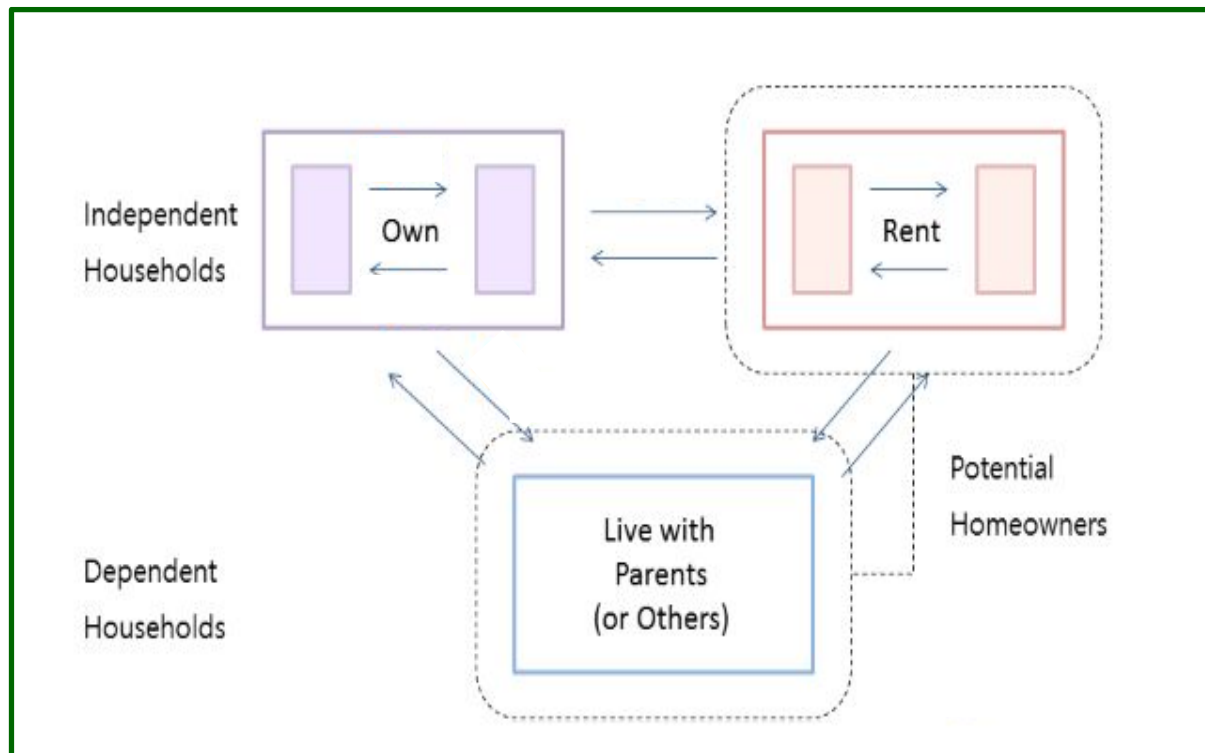 Independent
Households
Own
Rent
Potential
Homeowners
Live with
Parents
(or Others)
Dependent
Households